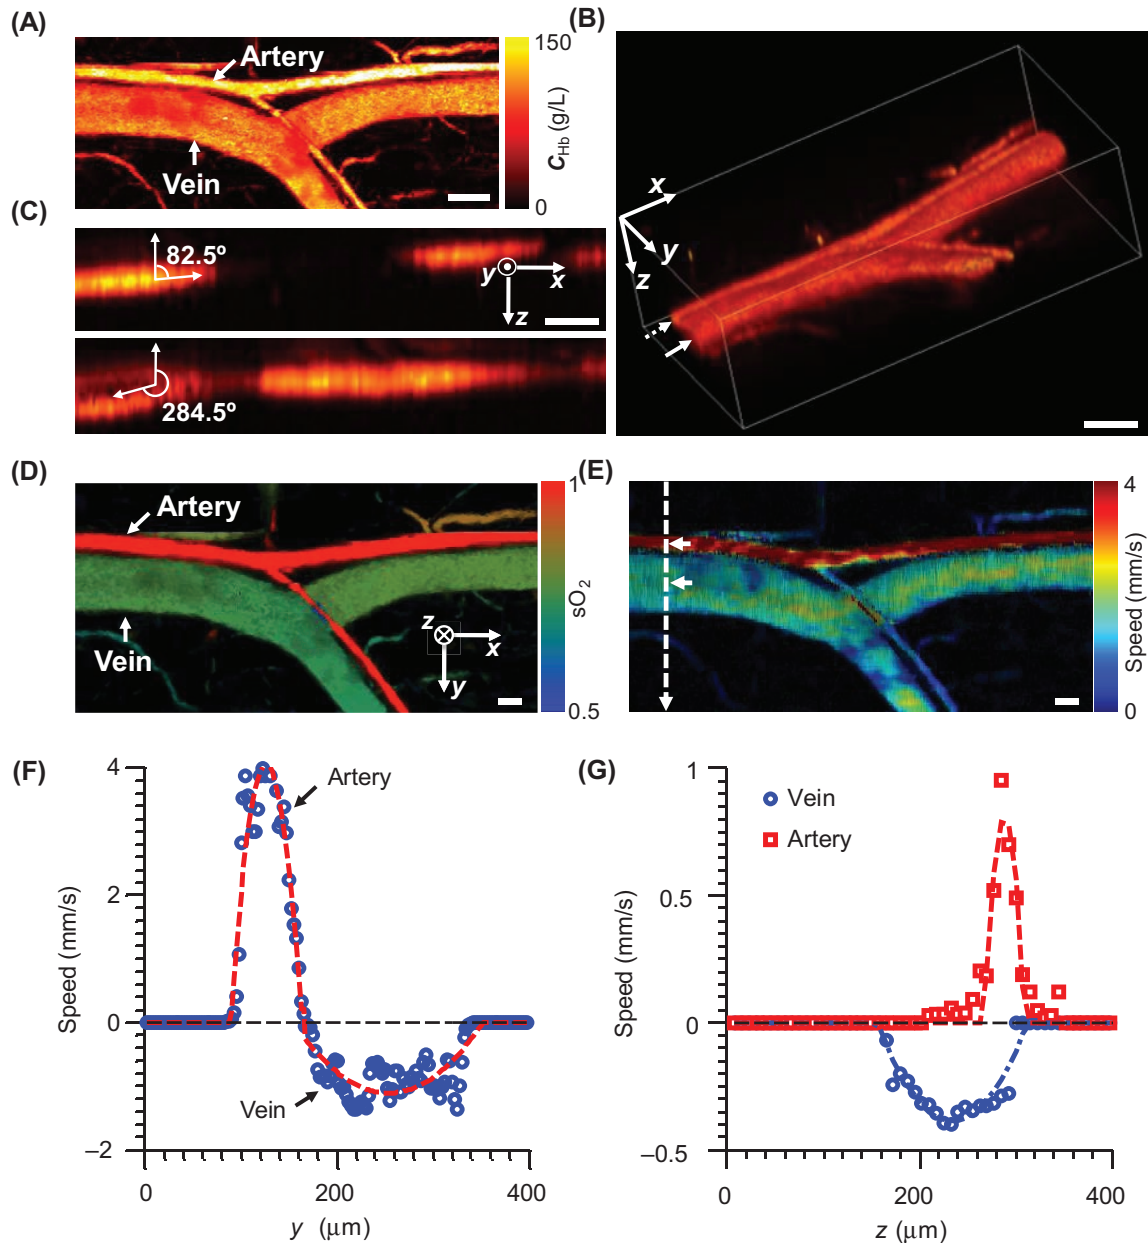 (A)
Artery
Vein
150
0
C_Hb (g/L)
(B)
x
y
z
(C)
82.5º
y
x
z
284.5º
(D)
Artery
Vein
z
x
y
1
sO₂
0.5
(E)
4
Speed (mm/s)
0
(F)
4
Artery
2
Speed (mm/s)
0
Vein
–2
0
200
400
y (μm)
(G)
1
Vein
Artery
0.5
Speed (mm/s)
0
–0.5
0
200
400
z (μm)